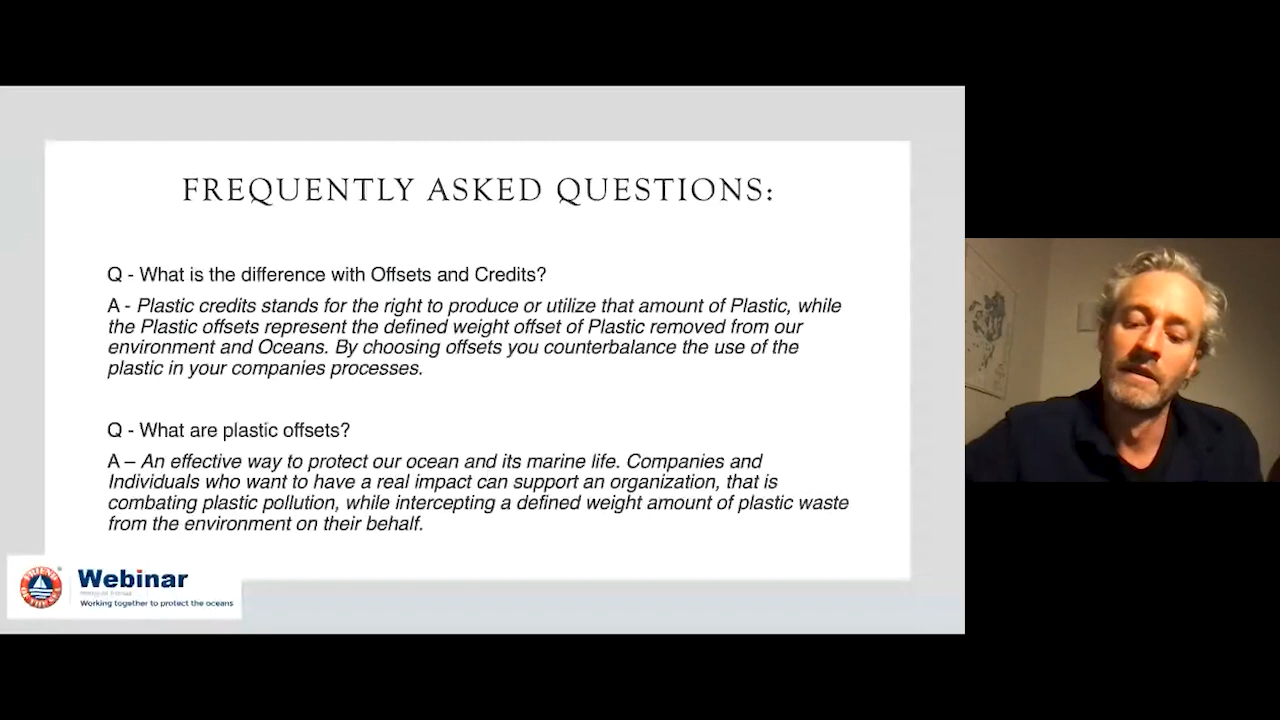 FREQUENTLY ASKED QUESTIONS:
Q - What is the difference with Offsets and Credits?
A - Plastic credits stands for the right to produce or utilize that amount of Plastic, while
the Plastic offsets represent the defined weight offset of Plastic removed from our
environment and Oceans. By choosing offsets you counterbalance the use of the
plastic in your companies processes.
Q - What are plastic offsets?
A – An effective way to protect our ocean and its marine life. Companies and
Individuals who want to have a real impact can support an organization, that is
combating plastic pollution, while intercepting a defined weight amount of plastic waste
from the environment on their behalf.
FRIEND
OF THE SEA
Webinar
Working together to protect the oceans